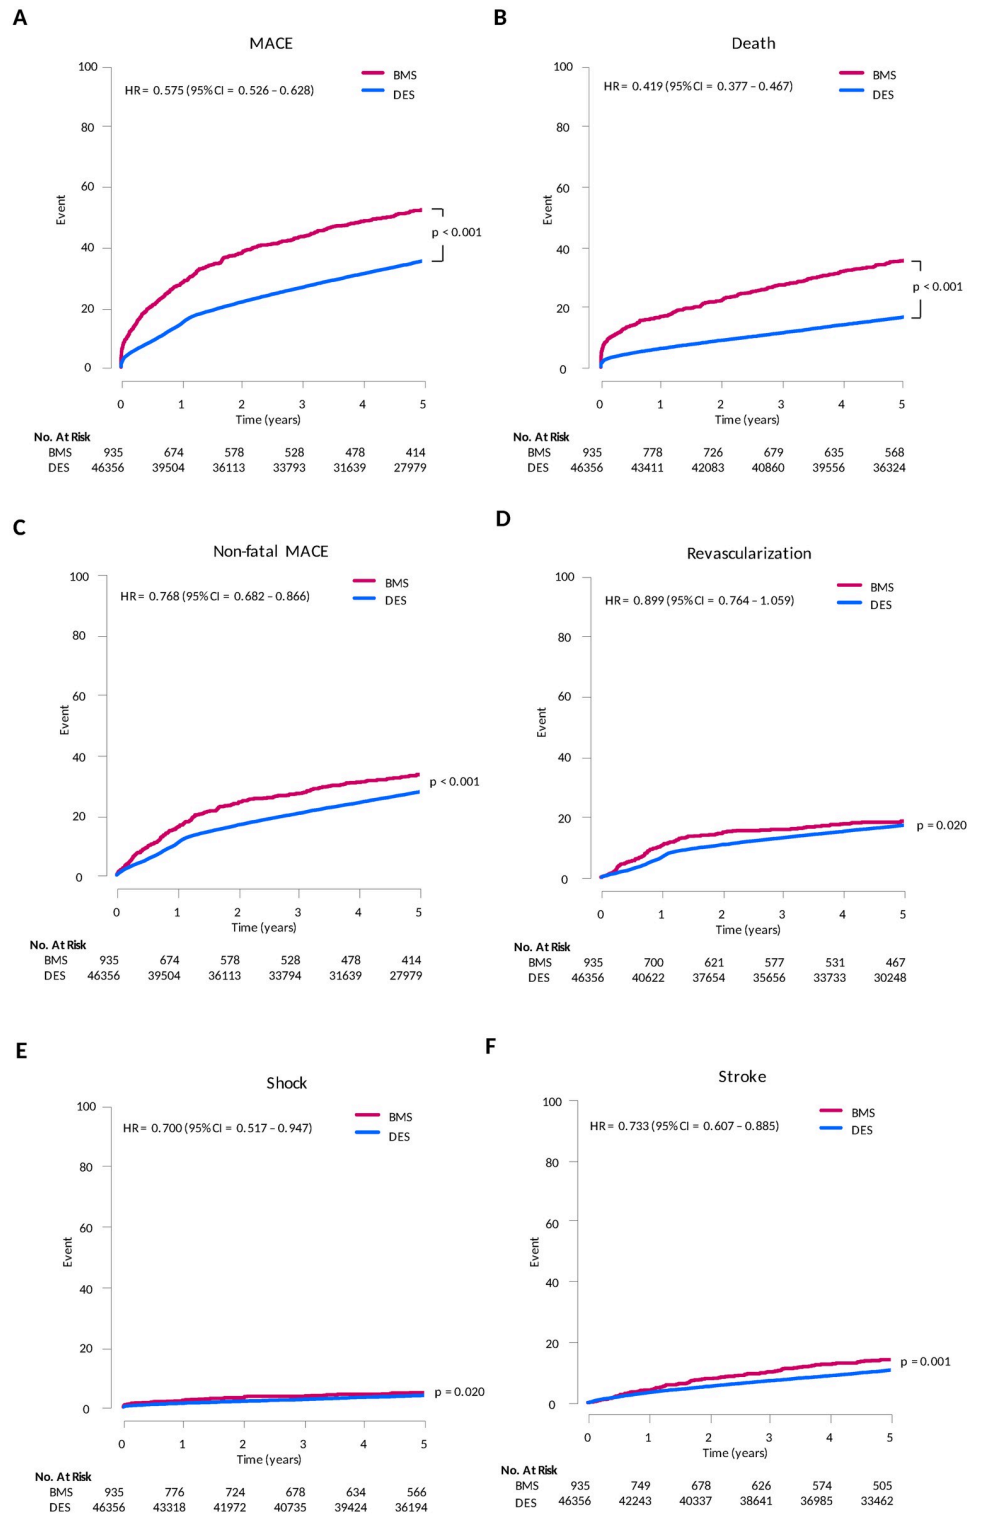 A
MACE
HR = 0.575 (95%CI = 0.526 – 0.628)
BMS
DES
100
80
60
40
20
0
Event
p < 0.001
0 1 2 3 4 5
Time (years)
No. At Risk
BMS 935 674 578 528 478 414
DES 46356 39504 36113 33793 31639 27979
B
Death
HR = 0.419 (95%CI = 0.377 – 0.467)
BMS
DES
100
80
60
40
20
0
Event
p < 0.001
0 1 2 3 4 5
Time (years)
No. At Risk
BMS 935 778 726 679 635 568
DES 46356 43411 42083 40860 39556 36324
C
Non-fatal MACE
HR = 0.768 (95%CI = 0.682 – 0.866)
BMS
DES
100
80
60
40
20
0
Event
p < 0.001
0 1 2 3 4 5
Time (years)
No. At Risk
BMS 935 674 578 528 478 414
DES 46356 39504 36113 33794 31639 27979
D
Revascularization
HR = 0.899 (95%CI = 0.764 – 1.059)
BMS
DES
100
80
60
40
20
0
Event
p = 0.020
0 1 2 3 4 5
Time (years)
No. At Risk
BMS 935 700 621 577 531 467
DES 46356 40622 37654 35656 33733 30248
E
Shock
HR = 0.700 (95%CI = 0.517 – 0.947)
BMS
DES
100
80
60
40
20
0
Event
p = 0.020
0 1 2 3 4 5
Time (years)
No. At Risk
BMS 935 776 724 678 634 566
DES 46356 43318 41972 40735 39424 36194
F
Stroke
HR = 0.733 (95%CI = 0.607 – 0.885)
BMS
DES
100
80
60
40
20
0
Event
p = 0.001
0 1 2 3 4 5
Time (years)
No. At Risk
BMS 935 749 678 626 574 505
DES 46356 42243 40337 38641 36985 33462